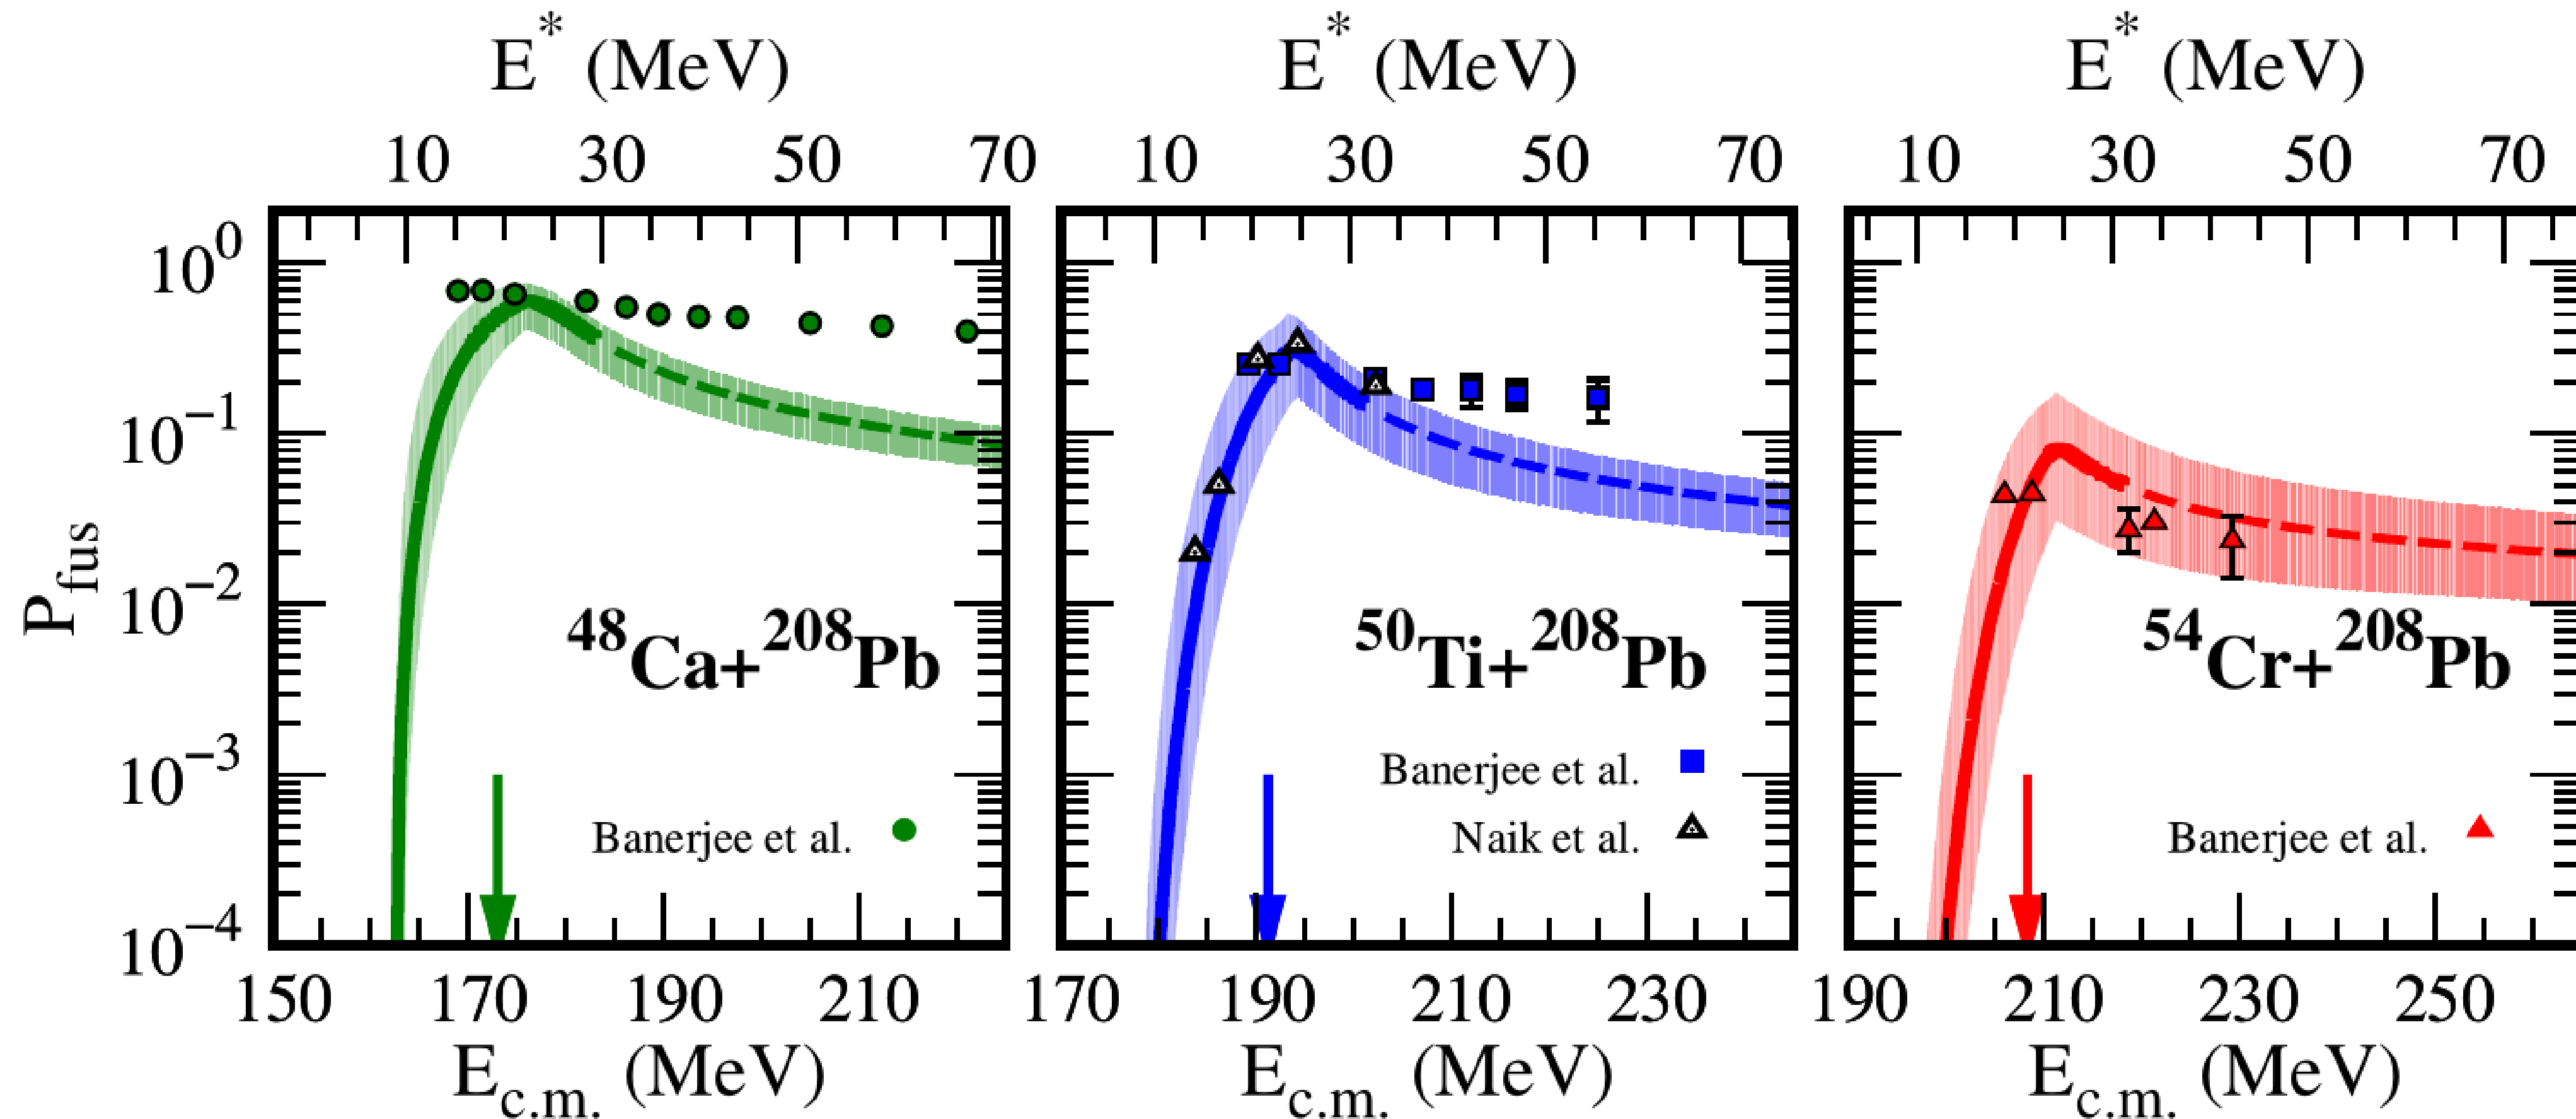 E* (MeV) E* (MeV) E* (MeV)
10 30 50 70 10 30 50 70 10 30 50 70
10⁰
10⁻¹
10⁻²
10⁻³
10⁻⁴
P_fus
⁴⁸Ca+²⁰⁸Pb
Banerjee et al.
⁵⁰Ti+²⁰⁸Pb
Banerjee et al.
Naik et al.
⁵⁴Cr+²⁰⁸Pb
Banerjee et al.
150 170 190 210 170 190 210 230 190 210 230 250
E_c.m. (MeV) E_c.m. (MeV) E_c.m. (MeV)